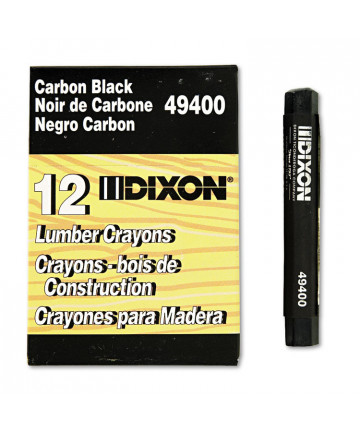 Carbon Black
Noir de Carbone 49400
Negro Carbon
12 DIXON®
Lumber Crayons
Crayons - bois de
Construction
Crayones para Madera
DIXON
49400